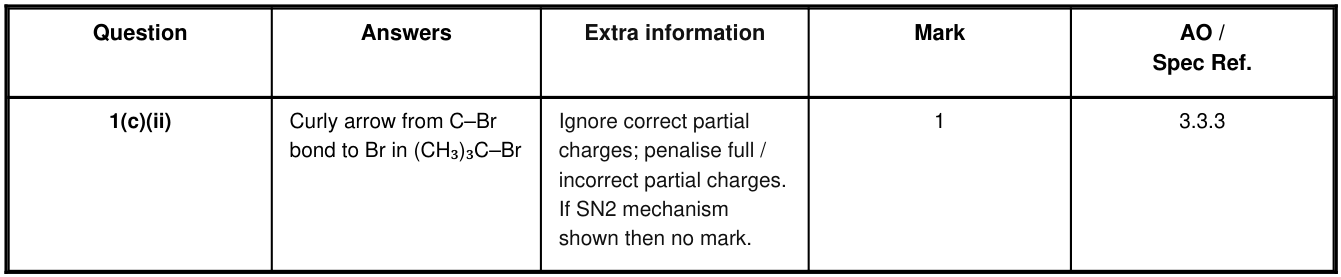 Question Answers Extra information Mark AO /
Spec Ref.
1(c)(ii) Curly arrow from C–Br Ignore correct partial 1 3.3.3
bond to Br in (CH₃)₃C–Br charges; penalise full /
incorrect partial charges.
If SN2 mechanism
shown then no mark.